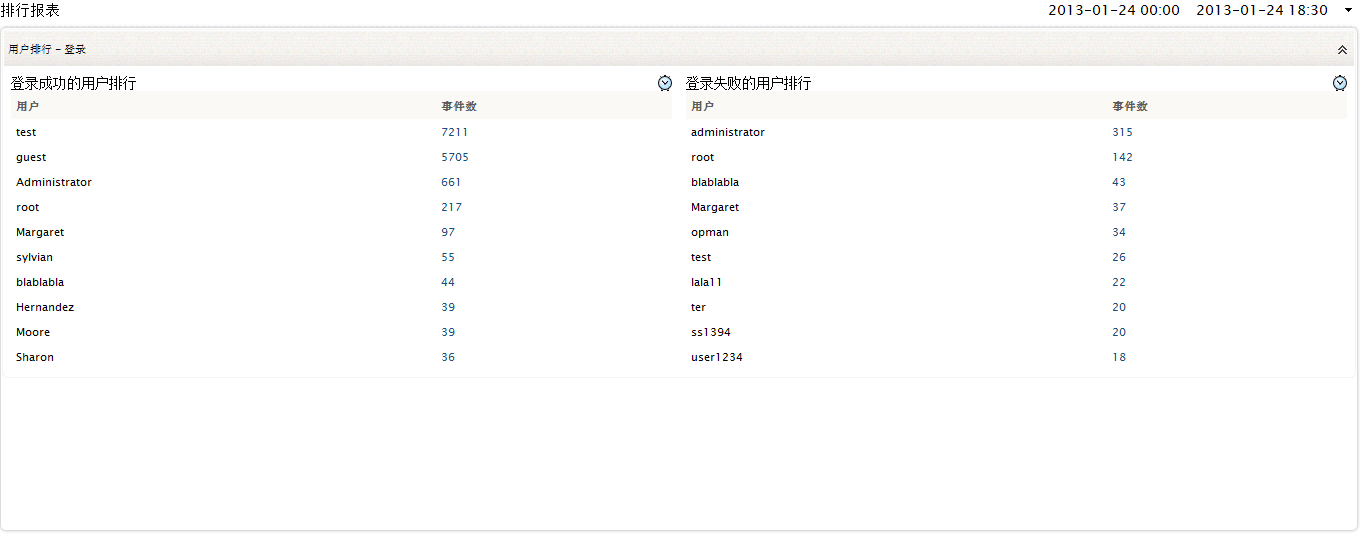 排行报表 2013-01-24 00:00 2013-01-24 18:30
用户排行 - 登录
登录成功的用户排行
用户 事件数
test 7211
guest 5705
Administrator 661
root 217
Margaret 97
sylvian 55
blablabla 44
Hernandez 39
Moore 39
Sharon 36
登录失败的用户排行
用户 事件数
administrator 315
root 142
blablabla 43
Margaret 37
opman 34
test 26
lala11 22
ter 20
ss1394 20
user1234 18